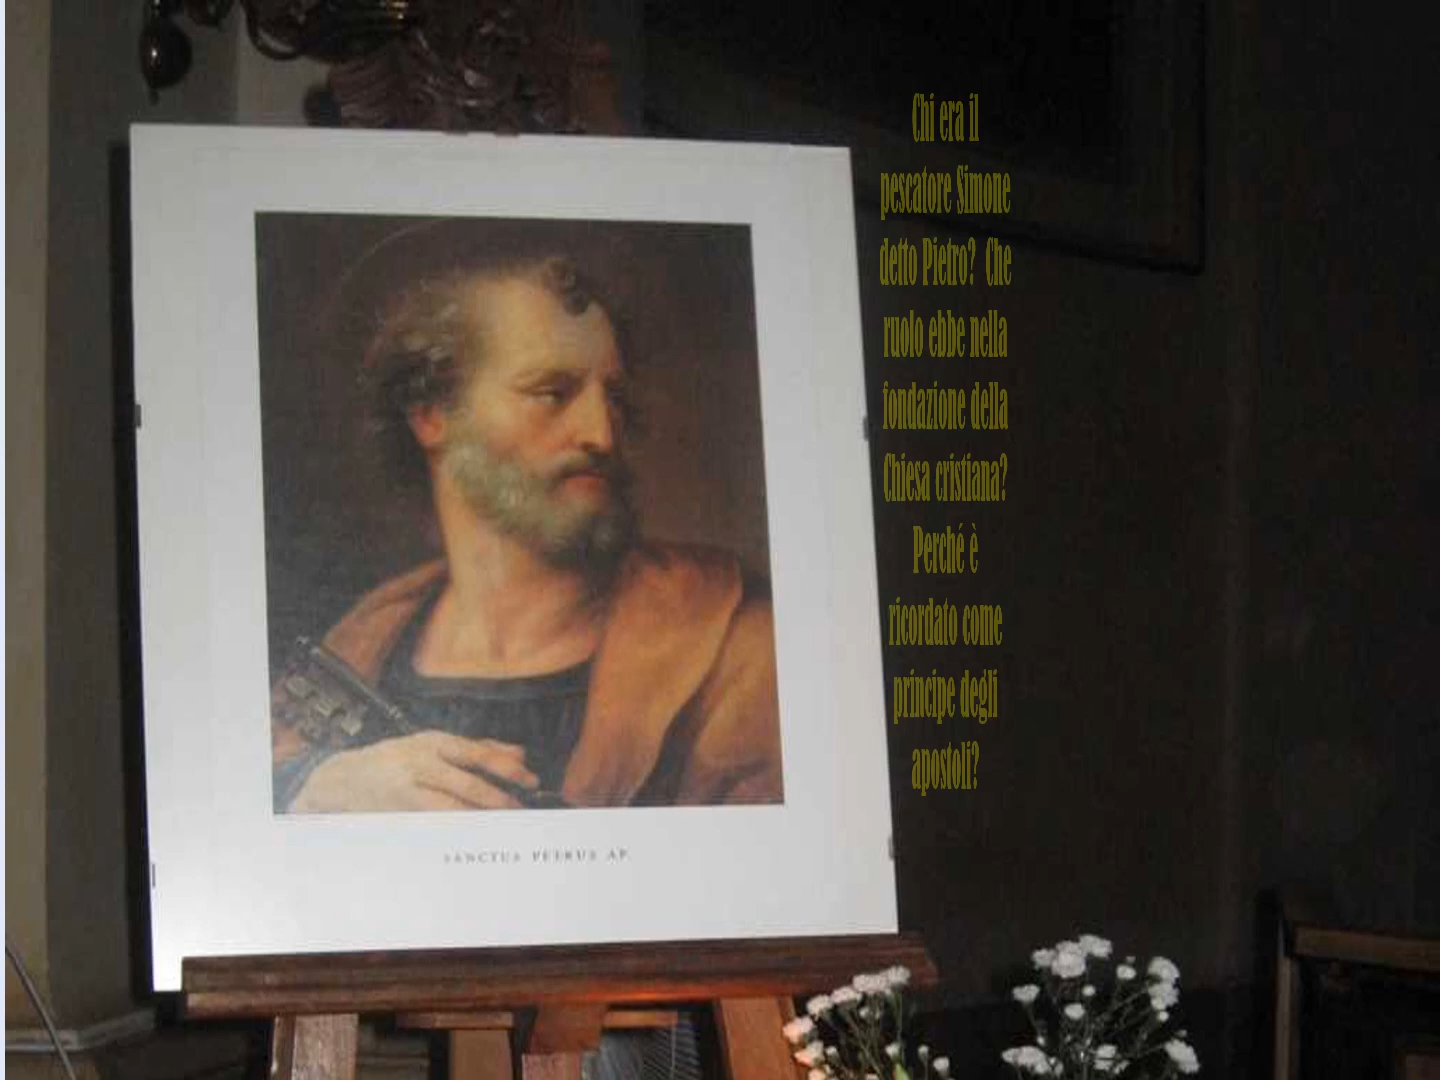 Chi era il
pescatore Simone
detto Pietro?  Che
ruolo ebbe nella
fondazione della
Chiesa cristiana?
Perché è
ricordato come
principe degli
apostoli?
SANCTUS PETRUS AP.